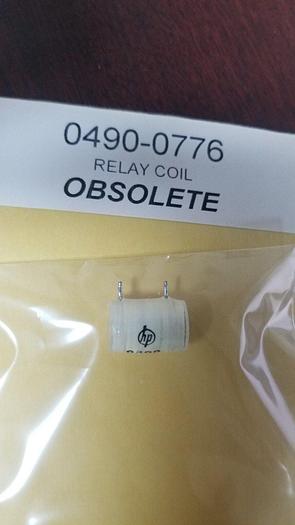 0490-0776
RELAY COIL
OBSOLETE
hp